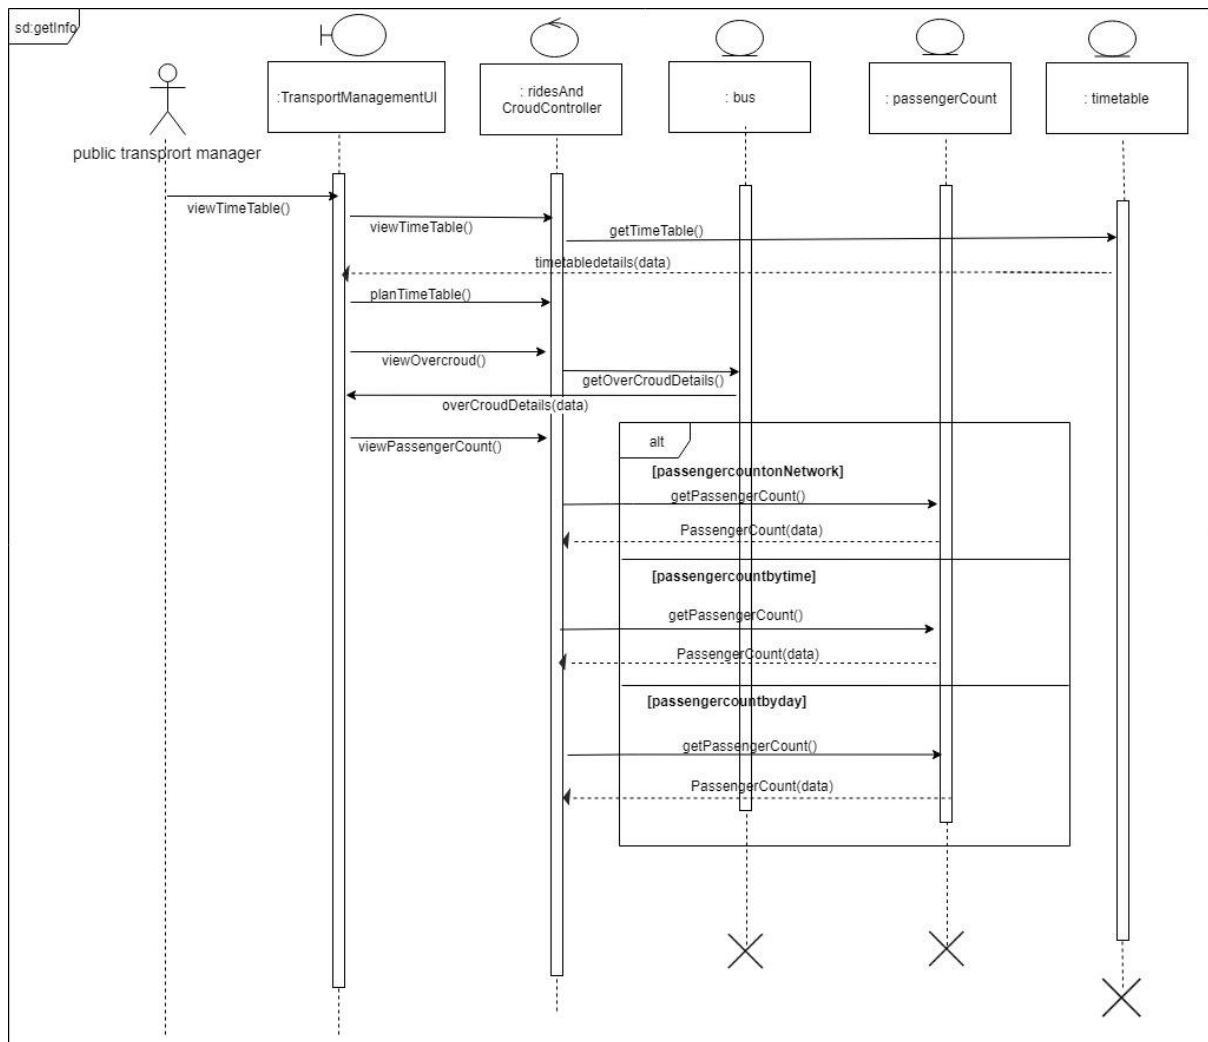 sd:getInfo
:TransportManagementUI
: ridesAnd
CroudController
: bus
: passengerCount
: timetable
public transprort manager
viewTimeTable()
viewTimeTable()
getTimeTable()
timetabledetails(data)
planTimeTable()
viewOvercroud()
getOverCroudDetails()
overCroudDetails(data)
viewPassengerCount()
alt
[passengercountonNetwork]
getPassengerCount()
PassengerCount(data)
[passengercountbytime]
getPassengerCount()
PassengerCount(data)
[passengercountbyday]
getPassengerCount()
PassengerCount(data)